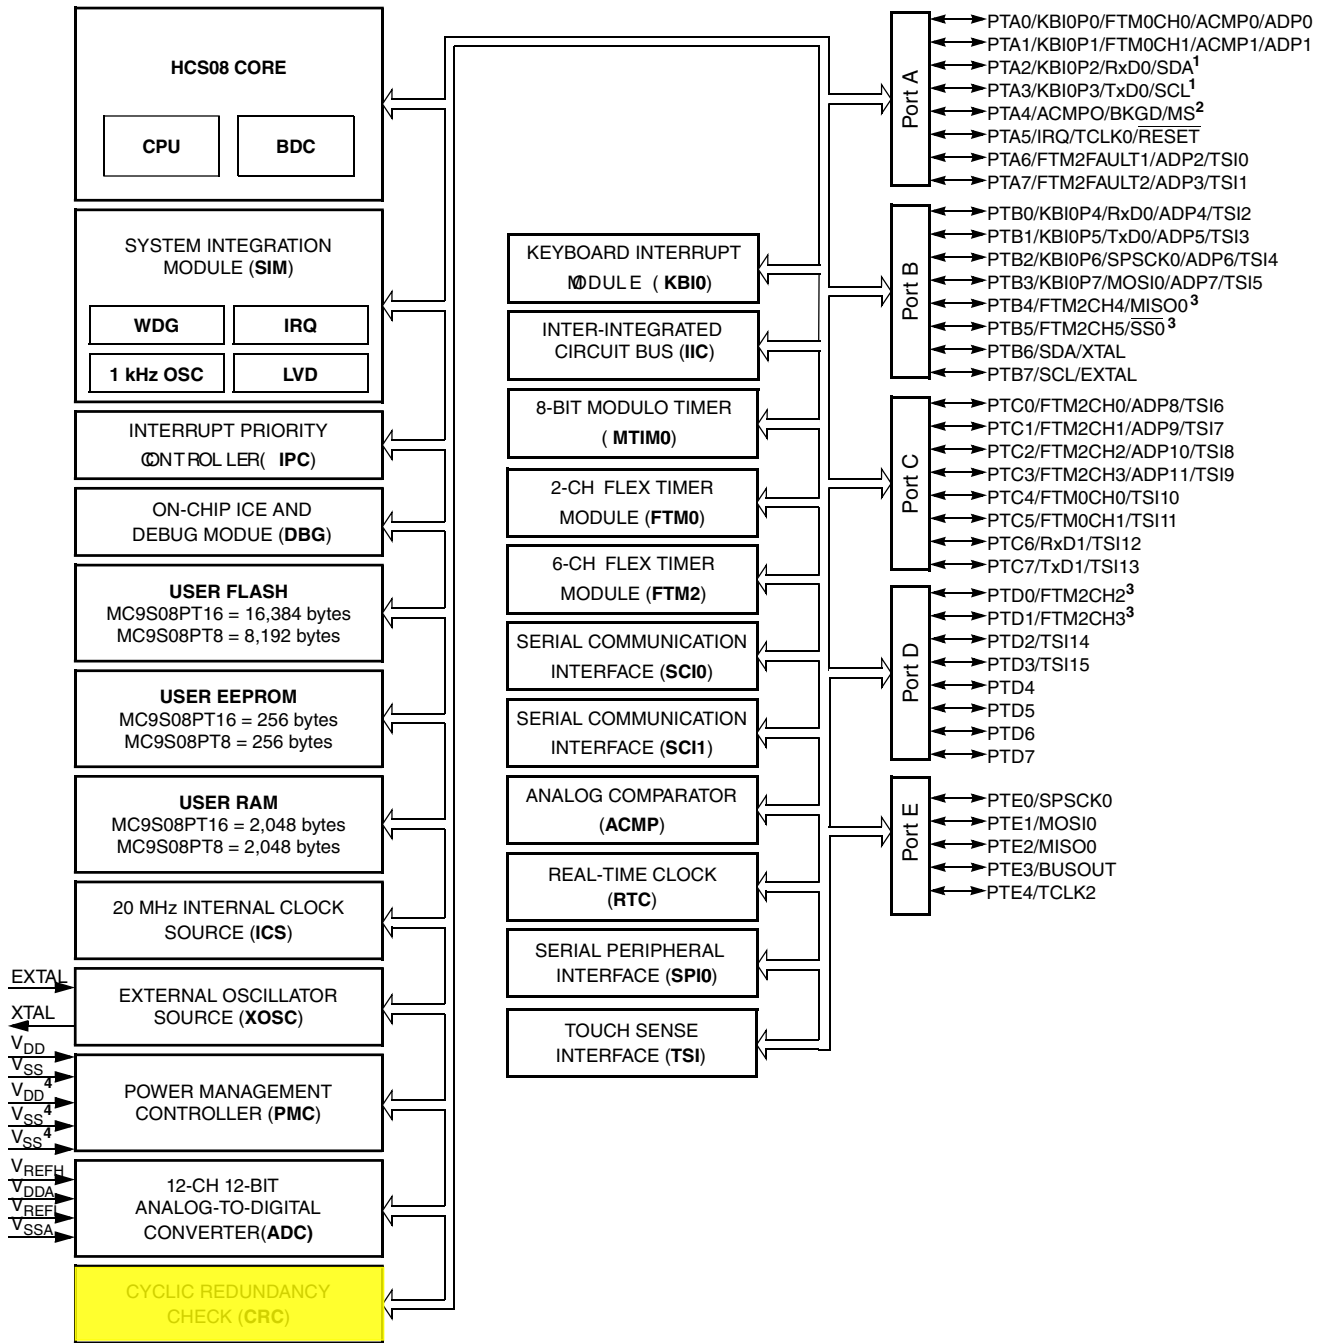 HCS08 CORE
CPU
BDC
SYSTEM INTEGRATION
MODULE (SIM)
WDG
IRQ
1 kHz OSC
LVD
INTERRUPT PRIORITY
CONTROLLER( IPC)
ON-CHIP ICE AND
DEBUG MODUE (DBG)
USER FLASH
MC9S08PT16 = 16,384 bytes
MC9S08PT8 = 8,192 bytes
USER EEPROM
MC9S08PT16 = 256 bytes
MC9S08PT8 = 256 bytes
USER RAM
MC9S08PT16 = 2,048 bytes
MC9S08PT8 = 2,048 bytes
20 MHz INTERNAL CLOCK
SOURCE (ICS)
EXTERNAL OSCILLATOR
SOURCE (XOSC)
POWER MANAGEMENT
CONTROLLER (PMC)
12-CH 12-BIT
ANALOG-TO-DIGITAL
CONVERTER(ADC)
CYCLIC REDUNDANCY
CHECK (CRC)
EXTAL
XTAL
VDD
VSS
VDD4
VSS4
VSS4
VREFH
VDDA
VREFL
VSSA
KEYBOARD INTERRUPT
MODULE ( KBI0)
INTER-INTEGRATED
CIRCUIT BUS (IIC)
8-BIT MODULO TIMER
( MTIM0)
2-CH FLEX TIMER
MODULE (FTM0)
6-CH FLEX TIMER
MODULE (FTM2)
SERIAL COMMUNICATION
INTERFACE (SCI0)
SERIAL COMMUNICATION
INTERFACE (SCI1)
ANALOG COMPARATOR
(ACMP)
REAL-TIME CLOCK
(RTC)
SERIAL PERIPHERAL
INTERFACE (SPI0)
TOUCH SENSE
INTERFACE (TSI)
Port A
PTA0/KBI0P0/FTM0CH0/ACMP0/ADP0
PTA1/KBI0P1/FTM0CH1/ACMP1/ADP1
PTA2/KBI0P2/RxD0/SDA1
PTA3/KBI0P3/TxD0/SCL1
PTA4/ACMPO/BKGD/MS2
PTA5/IRQ/TCLK0/RESET
PTA6/FTM2FAULT1/ADP2/TSI0
PTA7/FTM2FAULT2/ADP3/TSI1
Port B
PTB0/KBI0P4/RxD0/ADP4/TSI2
PTB1/KBI0P5/TxD0/ADP5/TSI3
PTB2/KBI0P6/SPSCK0/ADP6/TSI4
PTB3/KBI0P7/MOSI0/ADP7/TSI5
PTB4/FTM2CH4/MISO0 3
PTB5/FTM2CH5/SS0 3
PTB6/SDA/XTAL
PTB7/SCL/EXTAL
Port C
PTC0/FTM2CH0/ADP8/TSI6
PTC1/FTM2CH1/ADP9/TSI7
PTC2/FTM2CH2/ADP10/TSI8
PTC3/FTM2CH3/ADP11/TSI9
PTC4/FTM0CH0/TSI10
PTC5/FTM0CH1/TSI11
PTC6/RxD1/TSI12
PTC7/TxD1/TSI13
Port D
PTD0/FTM2CH2 3
PTD1/FTM2CH3 3
PTD2/TSI14
PTD3/TSI15
PTD4
PTD5
PTD6
PTD7
Port E
PTE0/SPSCK0
PTE1/MOSI0
PTE2/MISO0
PTE3/BUSOUT
PTE4/TCLK2